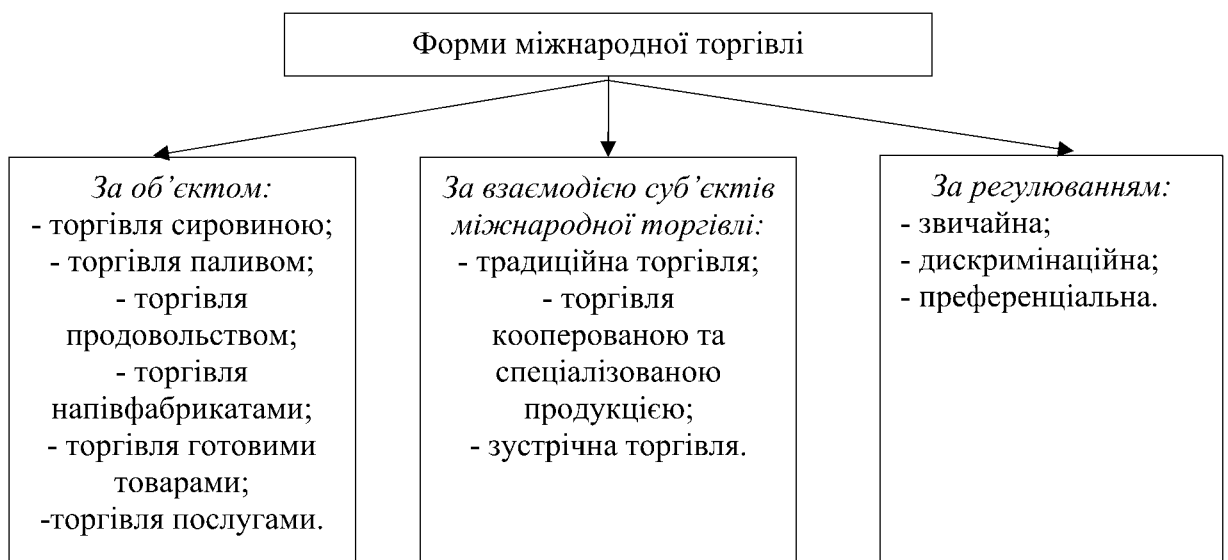 Форми міжнародної торгівлі
За об’єктом:
- торгівля сировиною;
- торгівля паливом;
- торгівля
продовольством;
- торгівля
напівфабрикатами;
- торгівля готовими
товарами;
-торгівля послугами.
За взаємодією суб’єктів
міжнародної торгівлі:
- традиційна торгівля;
- торгівля
кооперованою та
спеціалізованою
продукцією;
- зустрічна торгівля.
За регулюванням:
- звичайна;
- дискримінаційна;
- преференціальна.